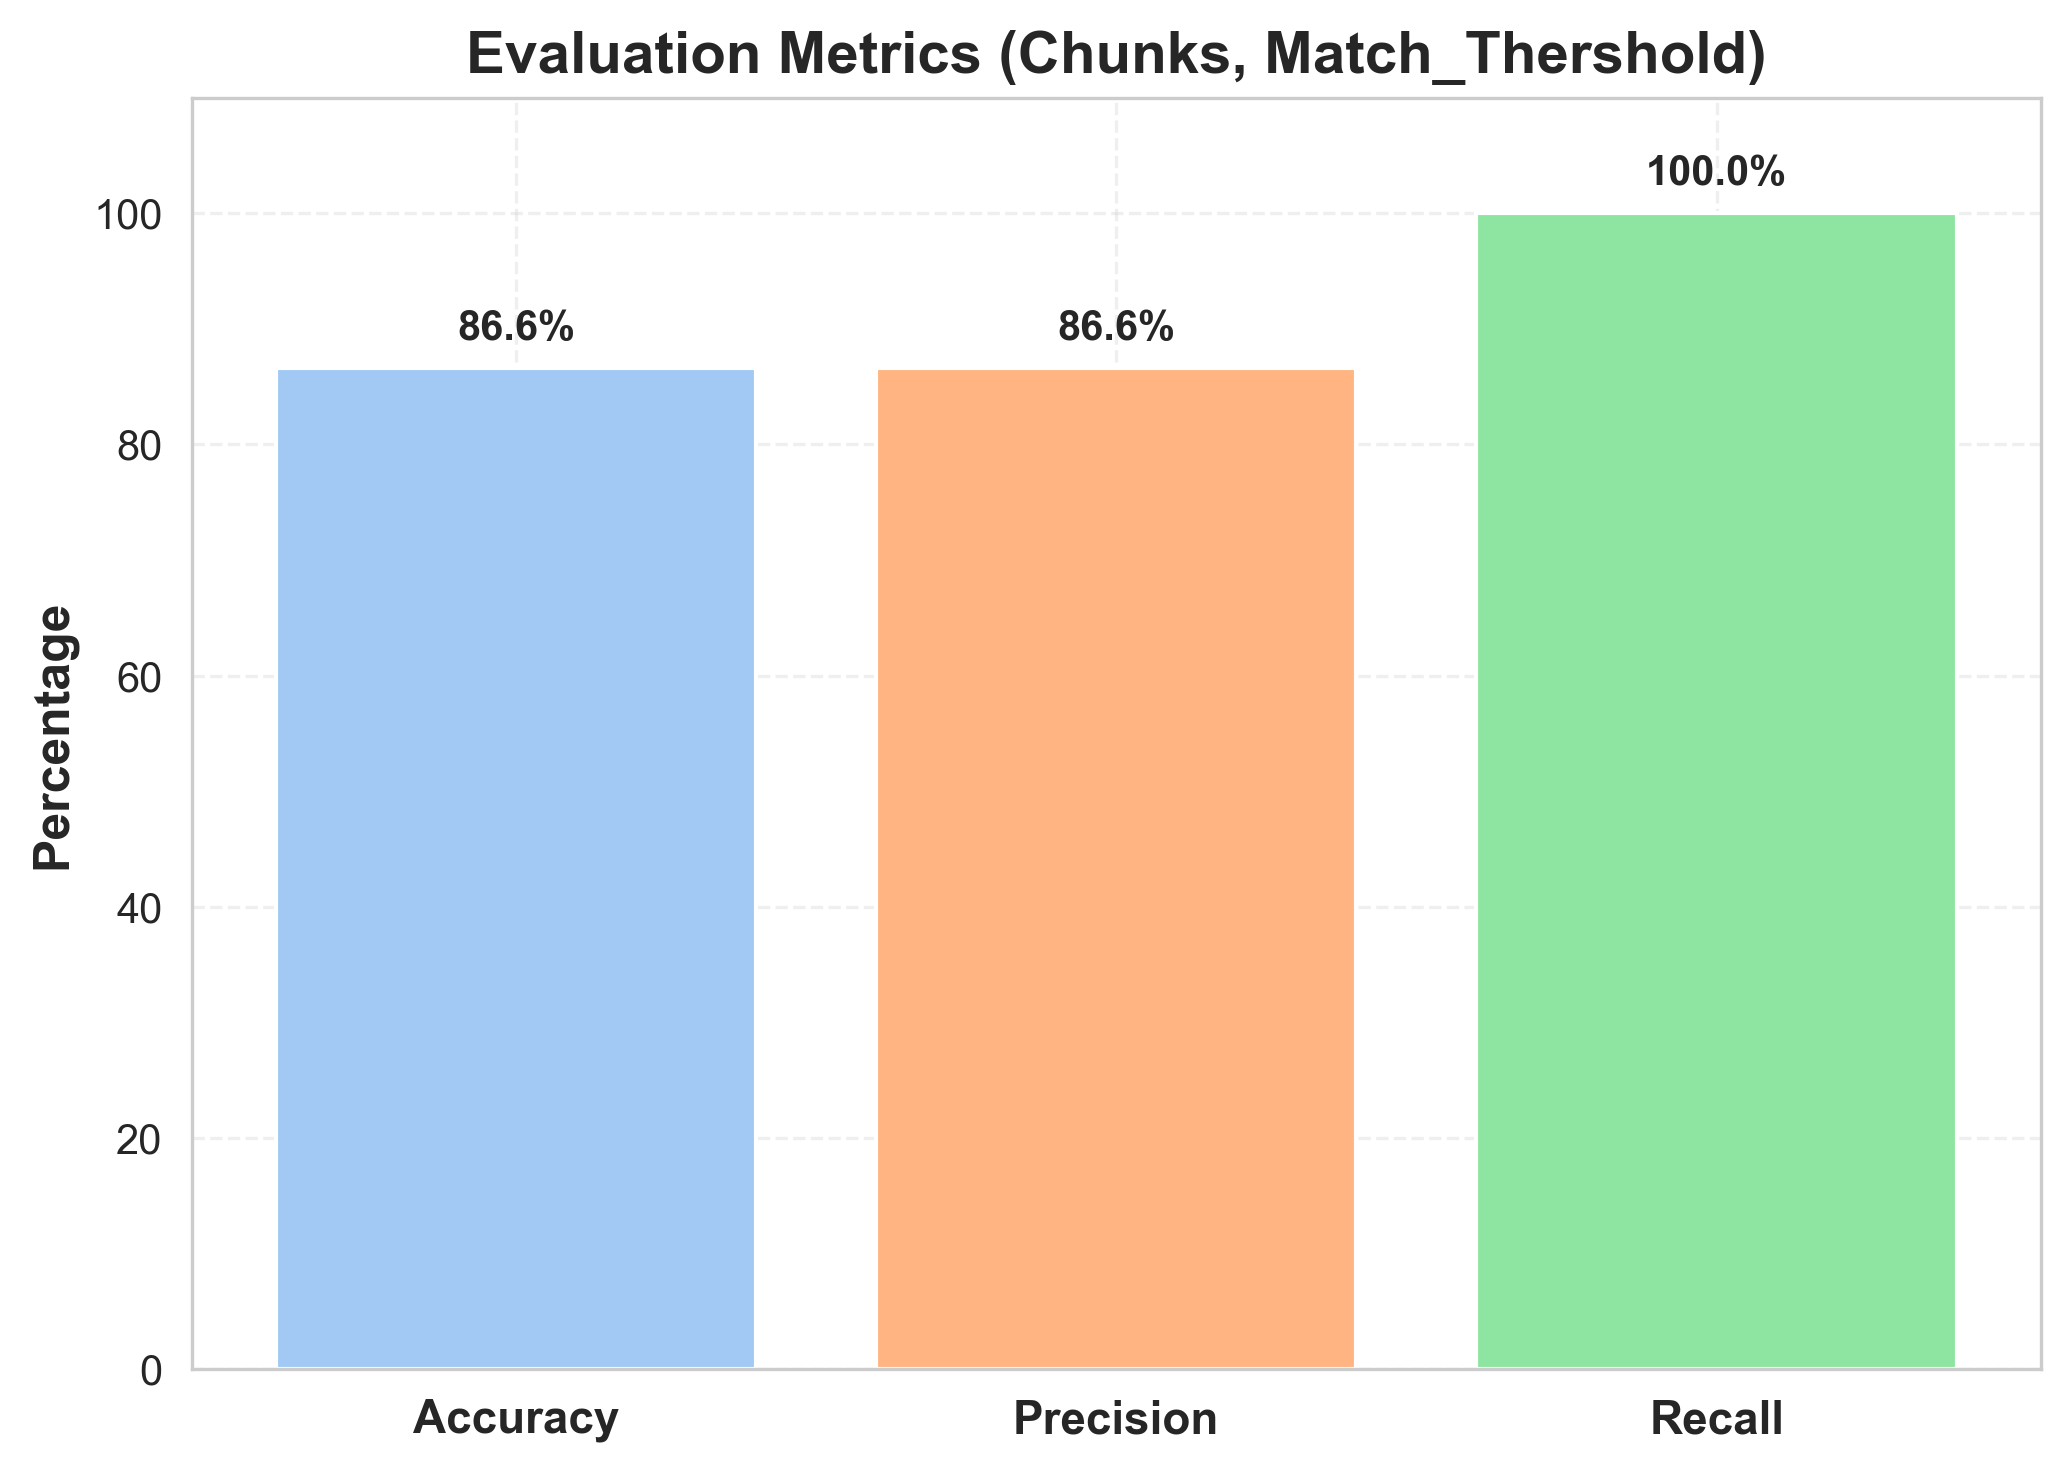 Evaluation Metrics (Chunks, Match_Thershold)
100.0%
86.6%
86.6%
100
80
60
40
20
0
Percentage
Accuracy
Precision
Recall